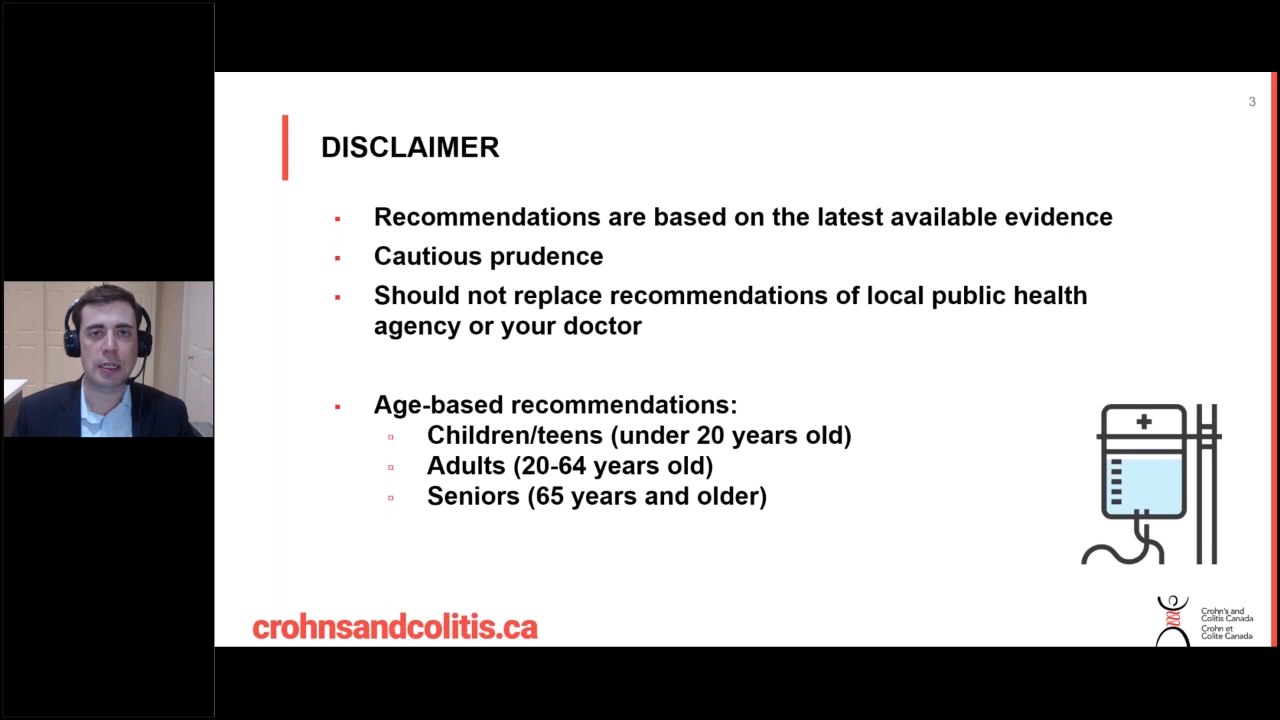 3
DISCLAIMER
Recommendations are based on the latest available evidence
Cautious prudence
Should not replace recommendations of local public health
agency or your doctor
Age-based recommendations:
Children/teens (under 20 years old)
Adults (20-64 years old)
Seniors (65 years and older)
crohnsandcolitis.ca
Crohn's and
Colitis Canada
Crohn et
Colite Canada